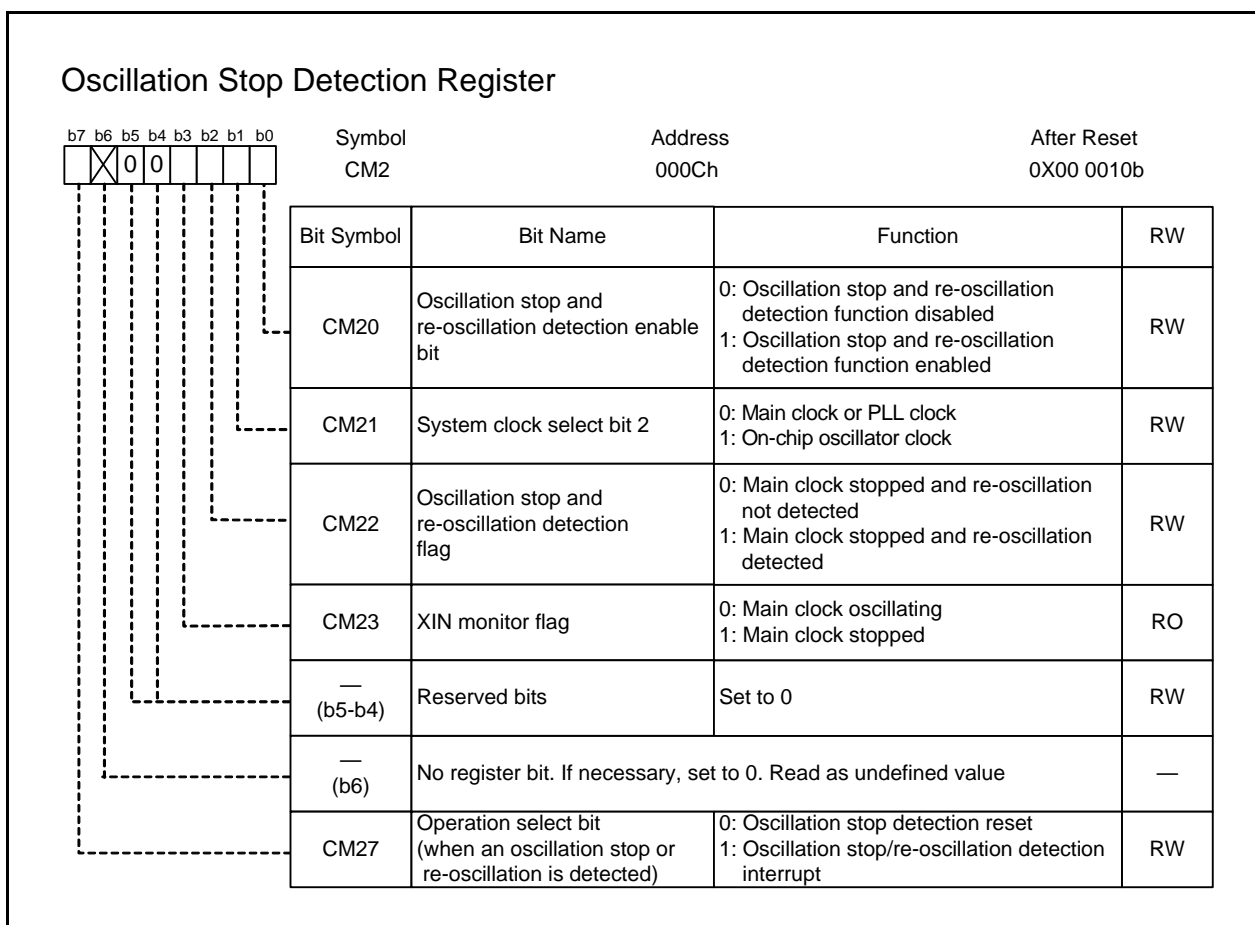 Oscillation Stop Detection Register
b7 b6 b5 b4 b3 b2 b1 b0
0 0
Symbol Address After Reset
CM2 000Ch 0X00 0010b
Bit Symbol Bit Name Function RW
CM20
Oscillation stop and
re-oscillation detection enable
bit
0: Oscillation stop and re-oscillation
detection function disabled
1: Oscillation stop and re-oscillation
detection function enabled
RW
CM21
System clock select bit 2
0: Main clock or PLL clock
1: On-chip oscillator clock
RW
CM22
Oscillation stop and
re-oscillation detection
flag
0: Main clock stopped and re-oscillation
not detected
1: Main clock stopped and re-oscillation
detected
RW
CM23
XIN monitor flag
0: Main clock oscillating
1: Main clock stopped
RO
—
(b5-b4)
Reserved bits
Set to 0
RW
—
(b6)
No register bit. If necessary, set to 0. Read as undefined value
—
CM27
Operation select bit
(when an oscillation stop or
re-oscillation is detected)
0: Oscillation stop detection reset
1: Oscillation stop/re-oscillation detection
interrupt
RW